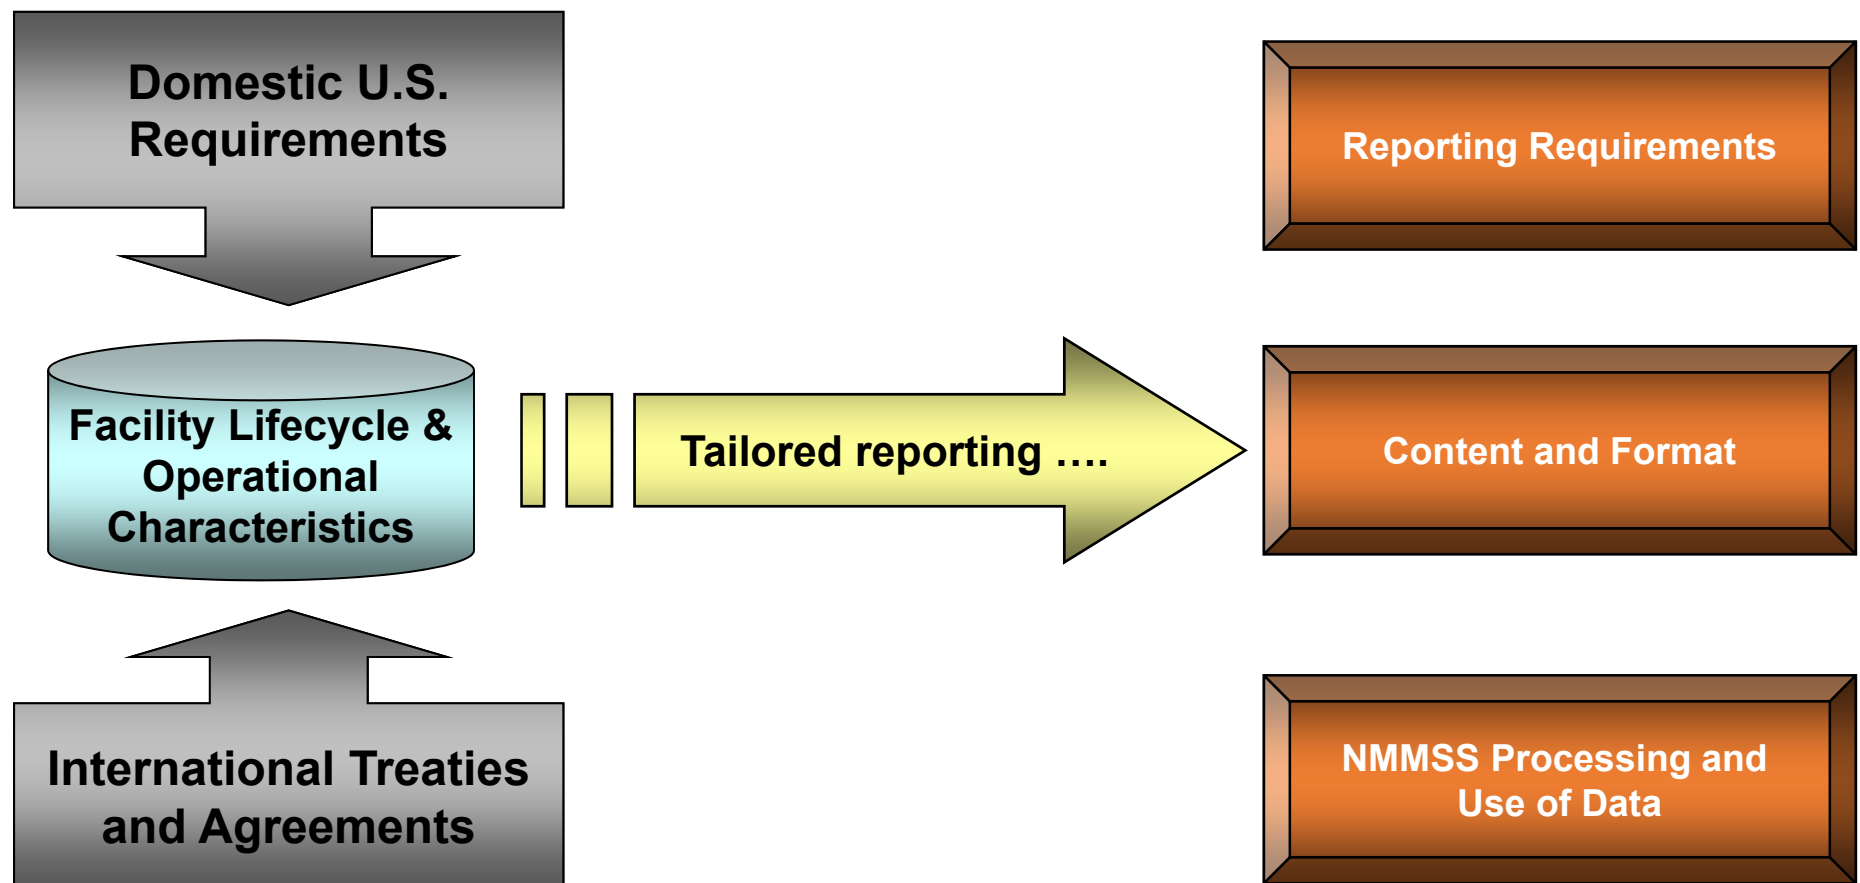 Domestic U.S.
Requirements
Facility Lifecycle &
Operational
Characteristics
International Treaties
and Agreements
Tailored reporting ....
Reporting Requirements
Content and Format
NMMSS Processing and
Use of Data